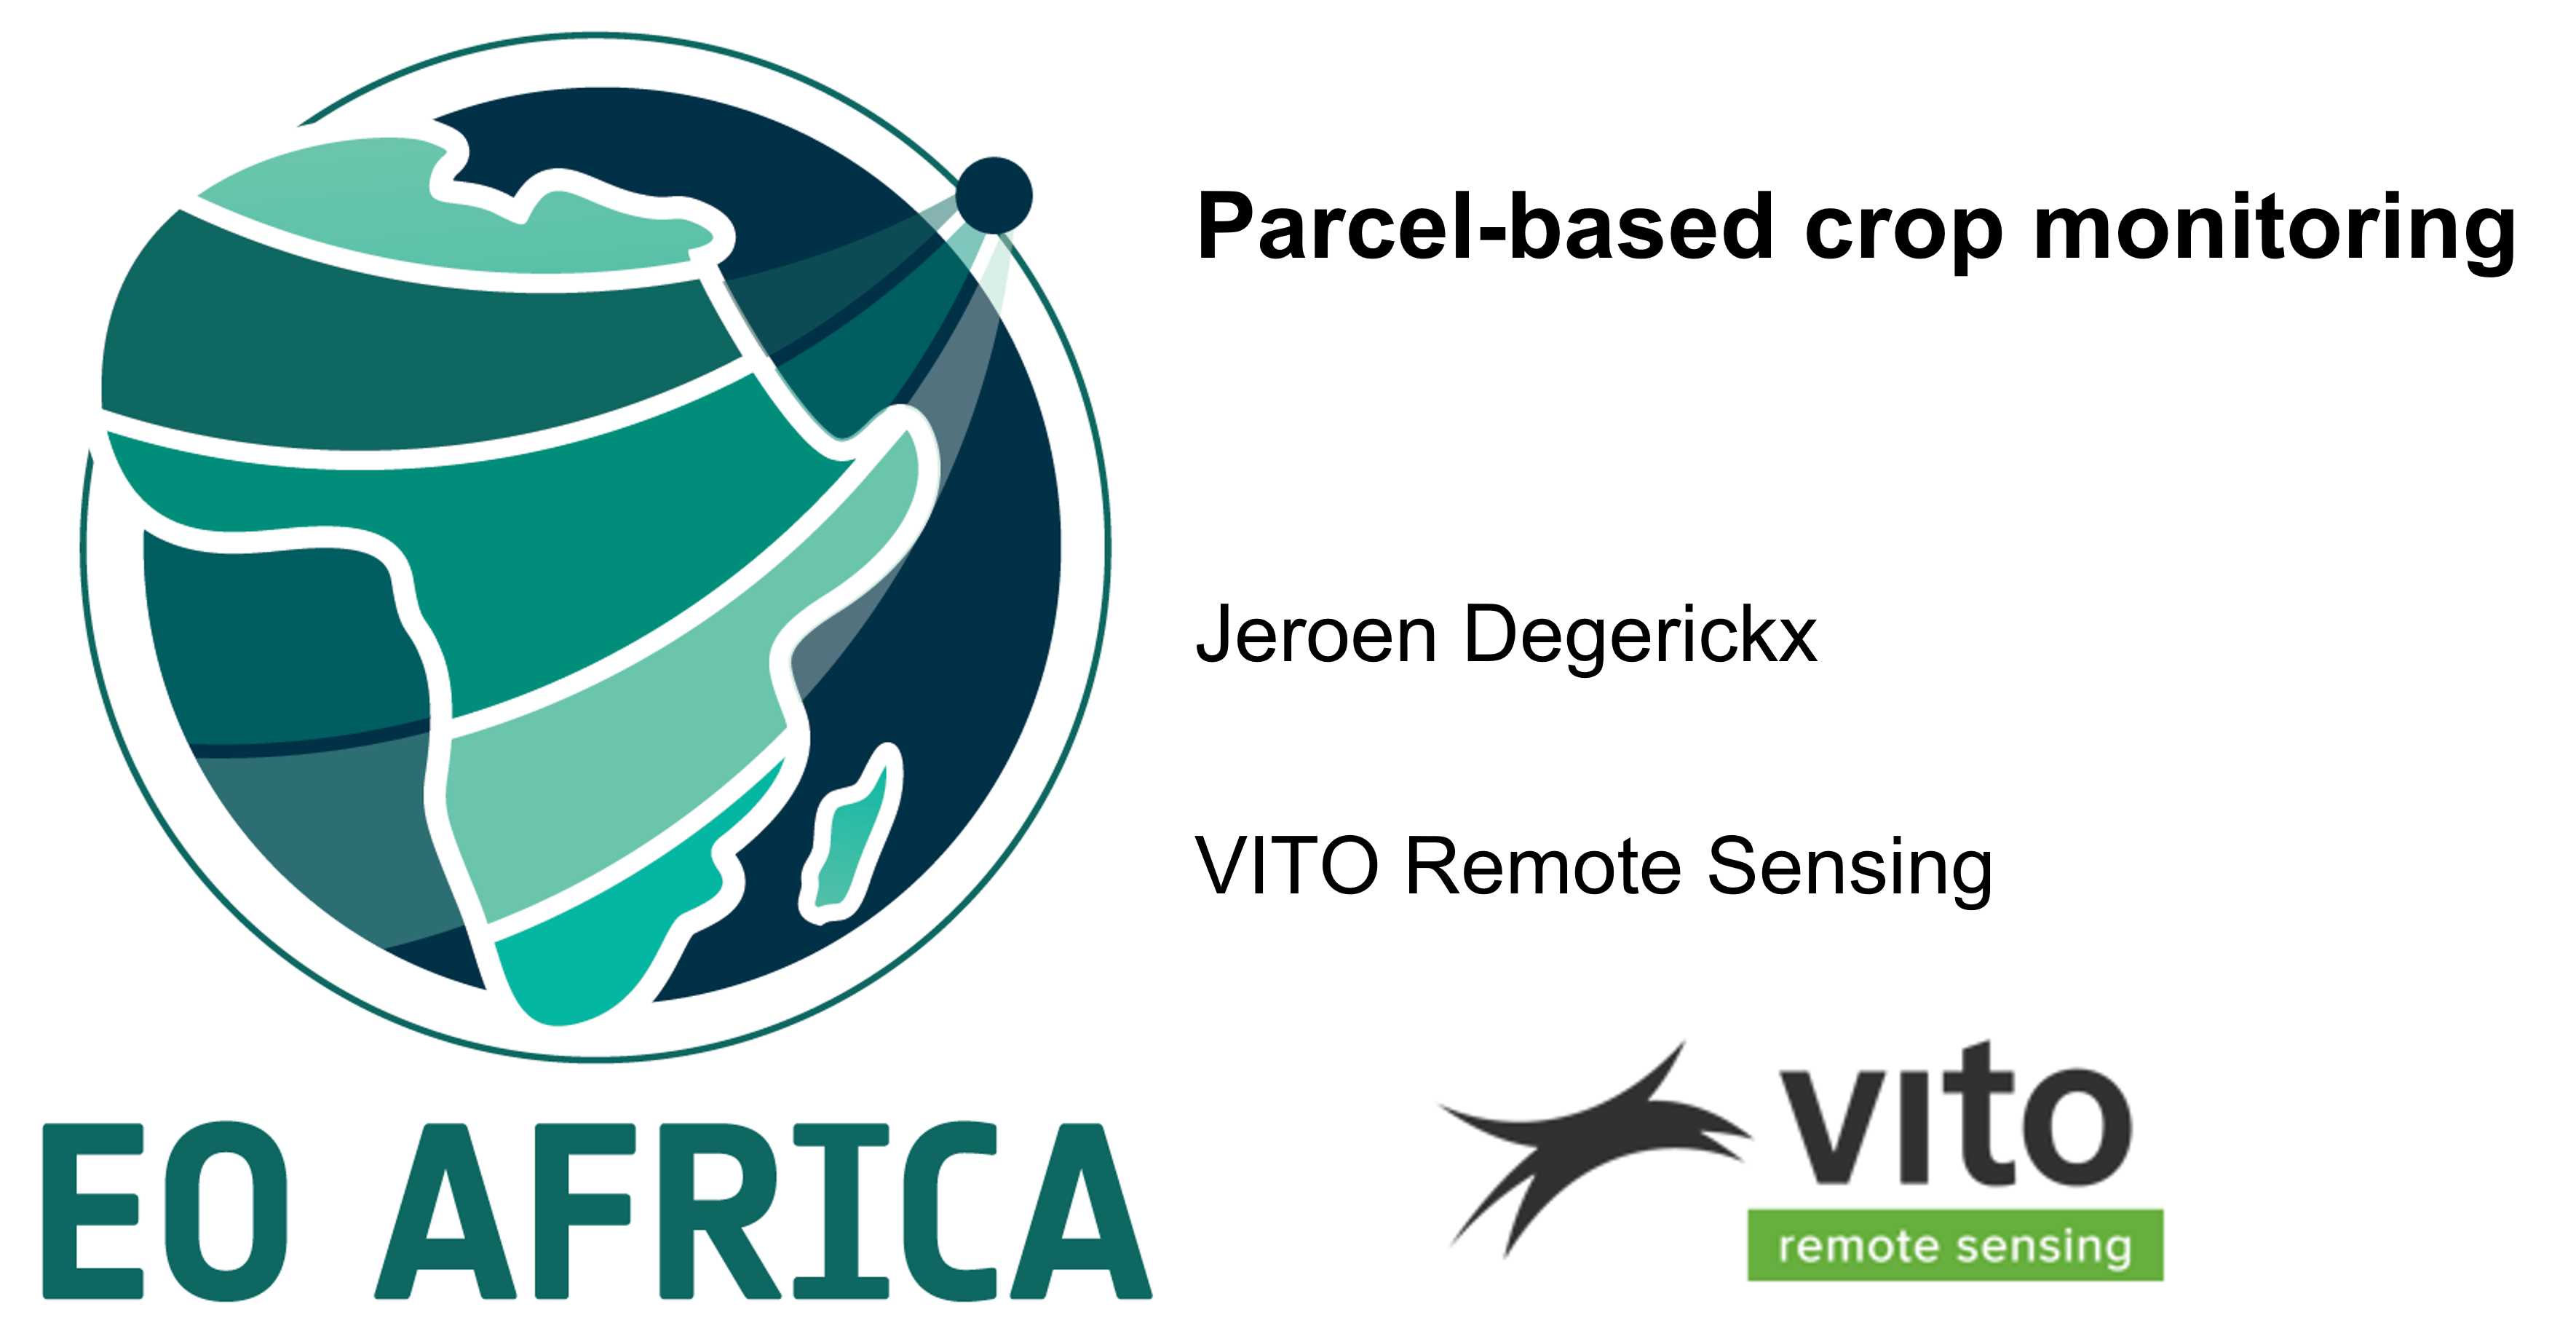 Parcel-based crop monitoring
Jeroen Degerickx
VITO Remote Sensing
EO AFRICA
vito
remote sensing